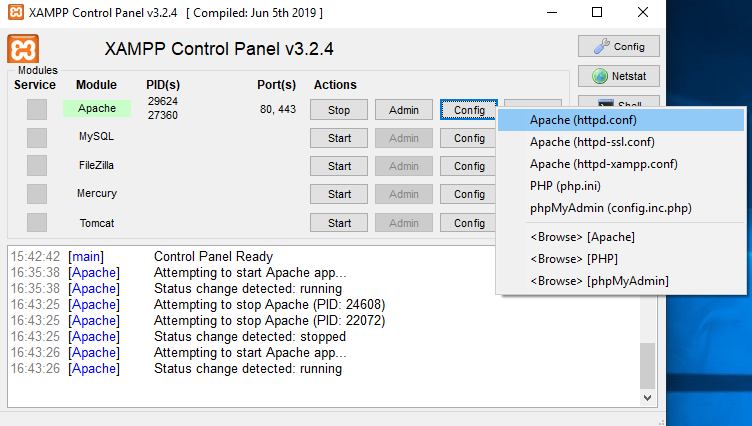 XAMPP Control Panel v3.2.4 [ Compiled: Jun 5th 2019 ]
XAMPP Control Panel v3.2.4
Config
Modules
Service Module PID(s) Port(s) Actions
Netstat
Apache 29624 27360 80, 443 Stop Admin Config
Shell
MySQL Start Admin Config
FileZilla Start Admin Config
Mercury Start Admin Config
Tomcat Start Admin Config
Apache (httpd.conf)
Apache (httpd-ssl.conf)
Apache (httpd-xampp.conf)
PHP (php.ini)
phpMyAdmin (config.inc.php)
<Browse> [Apache]
<Browse> [PHP]
<Browse> [phpMyAdmin]
15:42:42 [main] Control Panel Ready
16:35:38 [Apache] Attempting to start Apache app...
16:35:38 [Apache] Status change detected: running
16:43:25 [Apache] Attempting to stop Apache (PID: 24608)
16:43:25 [Apache] Attempting to stop Apache (PID: 22072)
16:43:25 [Apache] Status change detected: stopped
16:43:26 [Apache] Attempting to start Apache app...
16:43:26 [Apache] Status change detected: running